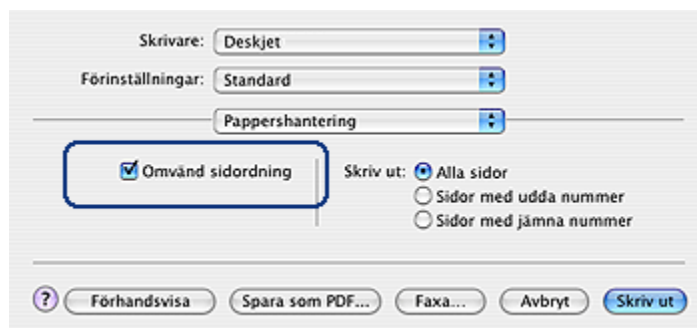 Skrivare: Deskjet
Förinställningar: Standard
Pappershantering
Omvänd sidordning Skriv ut: Alla sidor
Sidor med udda nummer
Sidor med jämna nummer
? Förhandsvisa Spara som PDF... Faxa... Avbryt Skriv ut